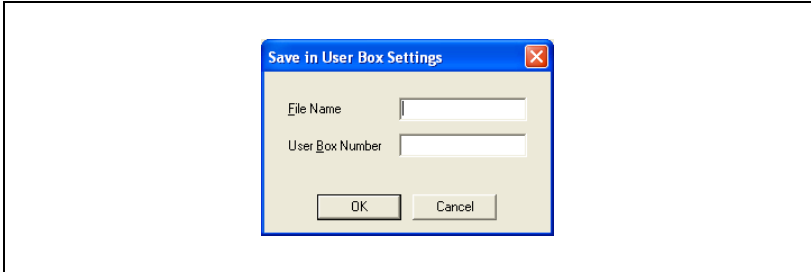 Save in User Box Settings
File Name
User Box Number
OK Cancel